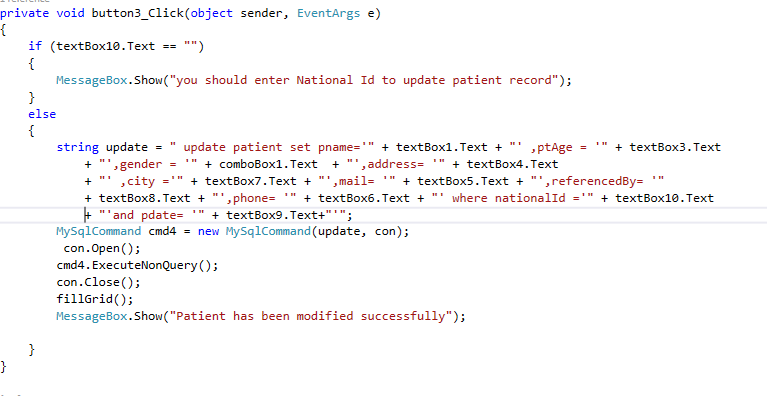 private void button3_Click(object sender, EventArgs e)
{
if (textBox10.Text == "")
{
MessageBox.Show("you should enter National Id to update patient record");
}
else
{
string update = " update patient set pname='" + textBox1.Text + "' ,ptAge = '" + textBox3.Text
+ "',gender = '" + comboBox1.Text  + "',address= '" + textBox4.Text
+ "' ,city ='" + textBox7.Text + "',mail= '" + textBox5.Text + "',referencedBy= '"
+ textBox8.Text + "',phone= '" + textBox6.Text + "' where nationalId ='" + textBox10.Text
+ "'and pdate= '" + textBox9.Text+"'";
MySqlCommand cmd4 = new MySqlCommand(update, con);
con.Open();
cmd4.ExecuteNonQuery();
con.Close();
fillGrid();
MessageBox.Show("Patient has been modified successfully");
}
}